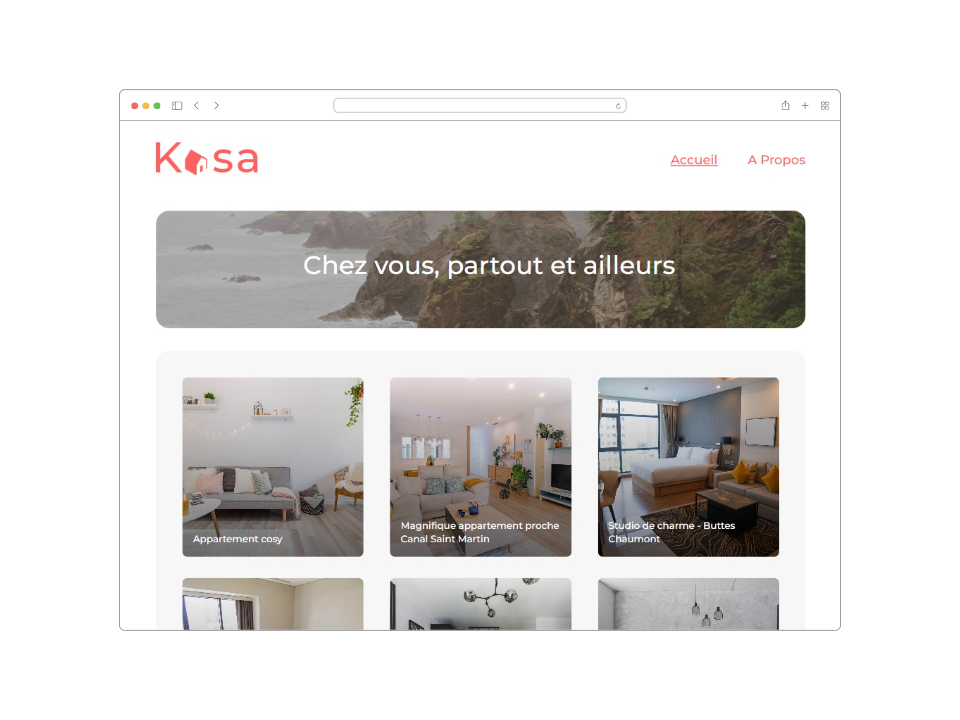 Kasa
Accueil
A Propos
Chez vous, partout et ailleurs
Appartement cosy
Magnifique appartement proche
Canal Saint Martin
Studio de charme - Buttes
Chaumont